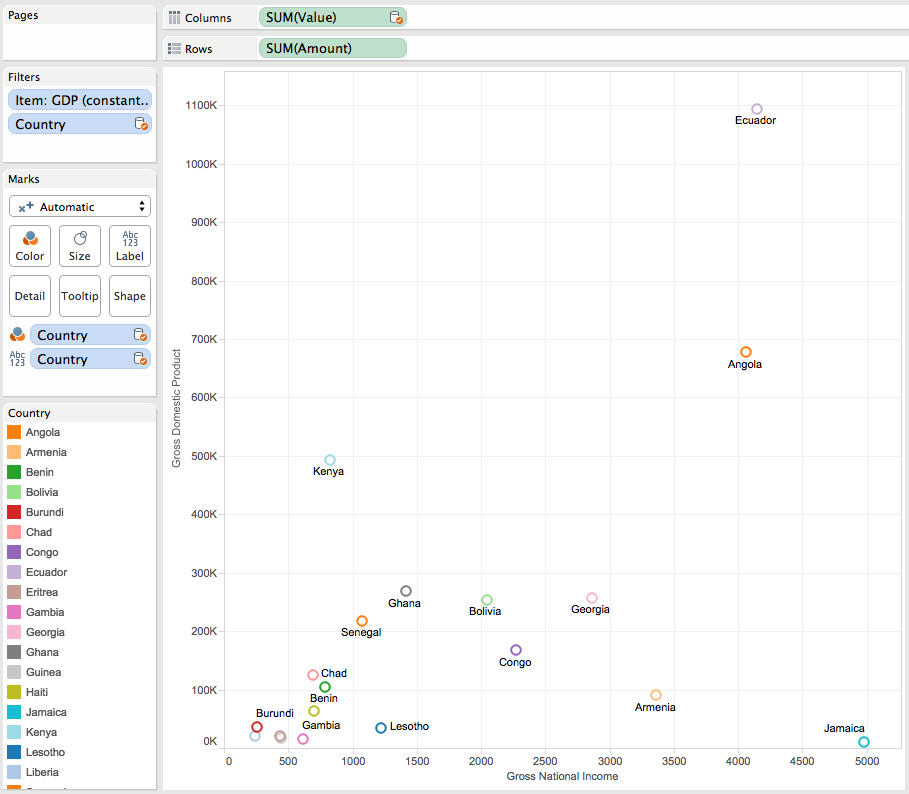 Pages
Columns
SUM(Value)
Rows
SUM(Amount)
Filters
Item: GDP (constant..
Country
Marks
Automatic
Color
Size
Abc
123
Label
Detail
Tooltip
Shape
Country
Abc
123
Country
Country
Angola
Armenia
Benin
Bolivia
Burundi
Chad
Congo
Ecuador
Eritrea
Gambia
Georgia
Ghana
Guinea
Haiti
Jamaica
Kenya
Lesotho
Liberia
Gross Domestic Product
1100K
1000K
900K
800K
700K
600K
500K
400K
300K
200K
100K
0K
Ecuador
Angola
Kenya
Ghana
Bolivia
Georgia
Senegal
Congo
Chad
Benin
Armenia
Burundi
Gambia
Lesotho
Jamaica
0
500
1000
1500
2000
2500
3000
3500
4000
4500
5000
Gross National Income